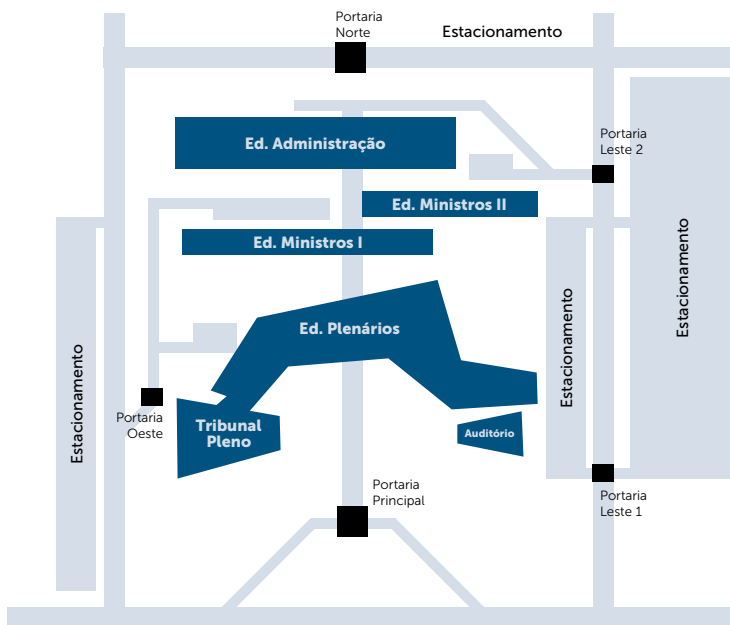 Portaria
Norte
Estacionamento
Ed. Administração
Portaria
Leste 2
Ed. Ministros II
Ed. Ministros I
Estacionamento
Ed. Plenários
Estacionamento
Estacionamento
Portaria
Oeste
Tribunal
Pleno
Auditório
Portaria
Principal
Portaria
Leste 1